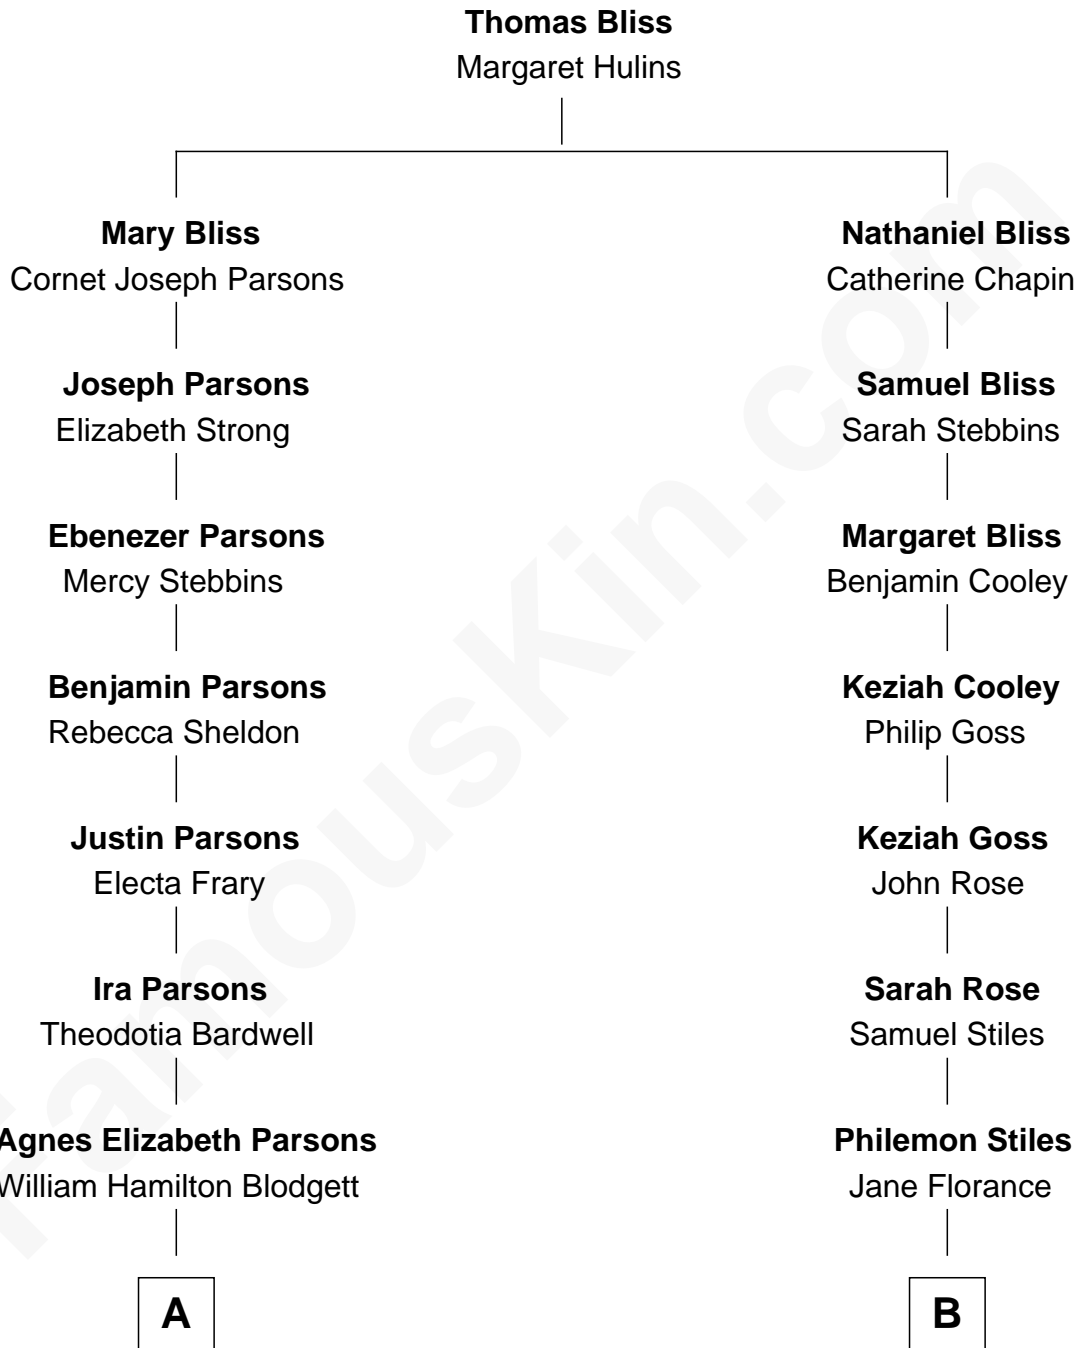 Thomas Bliss
Margaret Hulins
Mary Bliss
Cornet Joseph Parsons
Nathaniel Bliss
Catherine Chapin
Joseph Parsons
Elizabeth Strong
Samuel Bliss
Sarah Stebbins
Ebenezer Parsons
Mercy Stebbins
Margaret Bliss
Benjamin Cooley
Benjamin Parsons
Rebecca Sheldon
Keziah Cooley
Philip Goss
Justin Parsons
Electa Frary
Keziah Goss
John Rose
Ira Parsons
Theodotia Bardwell
Sarah Rose
Samuel Stiles
Agnes Elizabeth Parsons
William Hamilton Blodgett
Philemon Stiles
Jane Florance
A
B
FamousKin.com